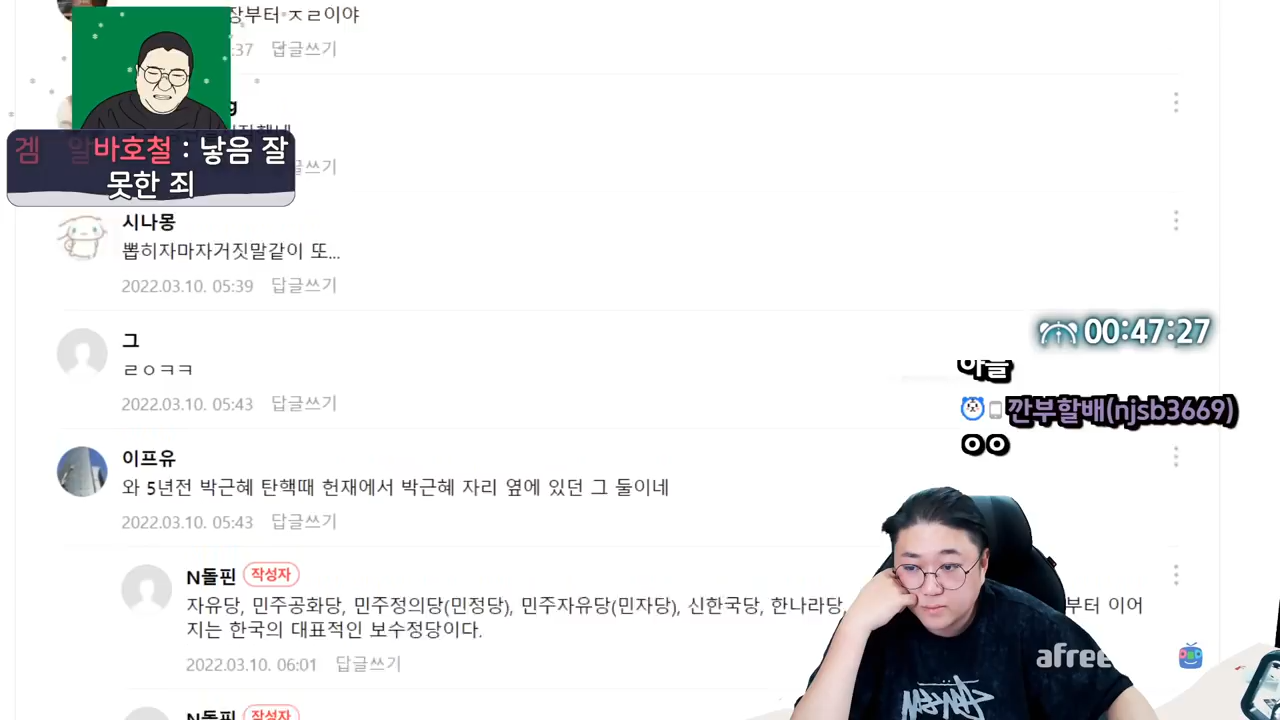 장부터 ㅈㄹ이야
:37 답글쓰기
g
겜 알바호철 : 낳음 잘
못한 죄
글쓰기
시나몽
뽑히자마자거짓말같이 또...
2022.03.10. 05:39 답글쓰기
00:47:27
그
ㄹㅇㅋㅋ
2022.03.10. 05:43 답글쓰기
깐부할배(njsb3669)
ㅇㅇ
이프유
와 5년전 박근혜 탄핵때 헌재에서 박근혜 자리 옆에 있던 그 둘이네
2022.03.10. 05:43 답글쓰기
N돌핀 작성자
자유당, 민주공화당, 민주정의당(민정당), 민주자유당(민자당), 신한국당, 한나라당, 부터 이어
지는 한국의 대표적인 보수정당이다.
2022.03.10. 06:01 답글쓰기
afree
N돌핀 작성자